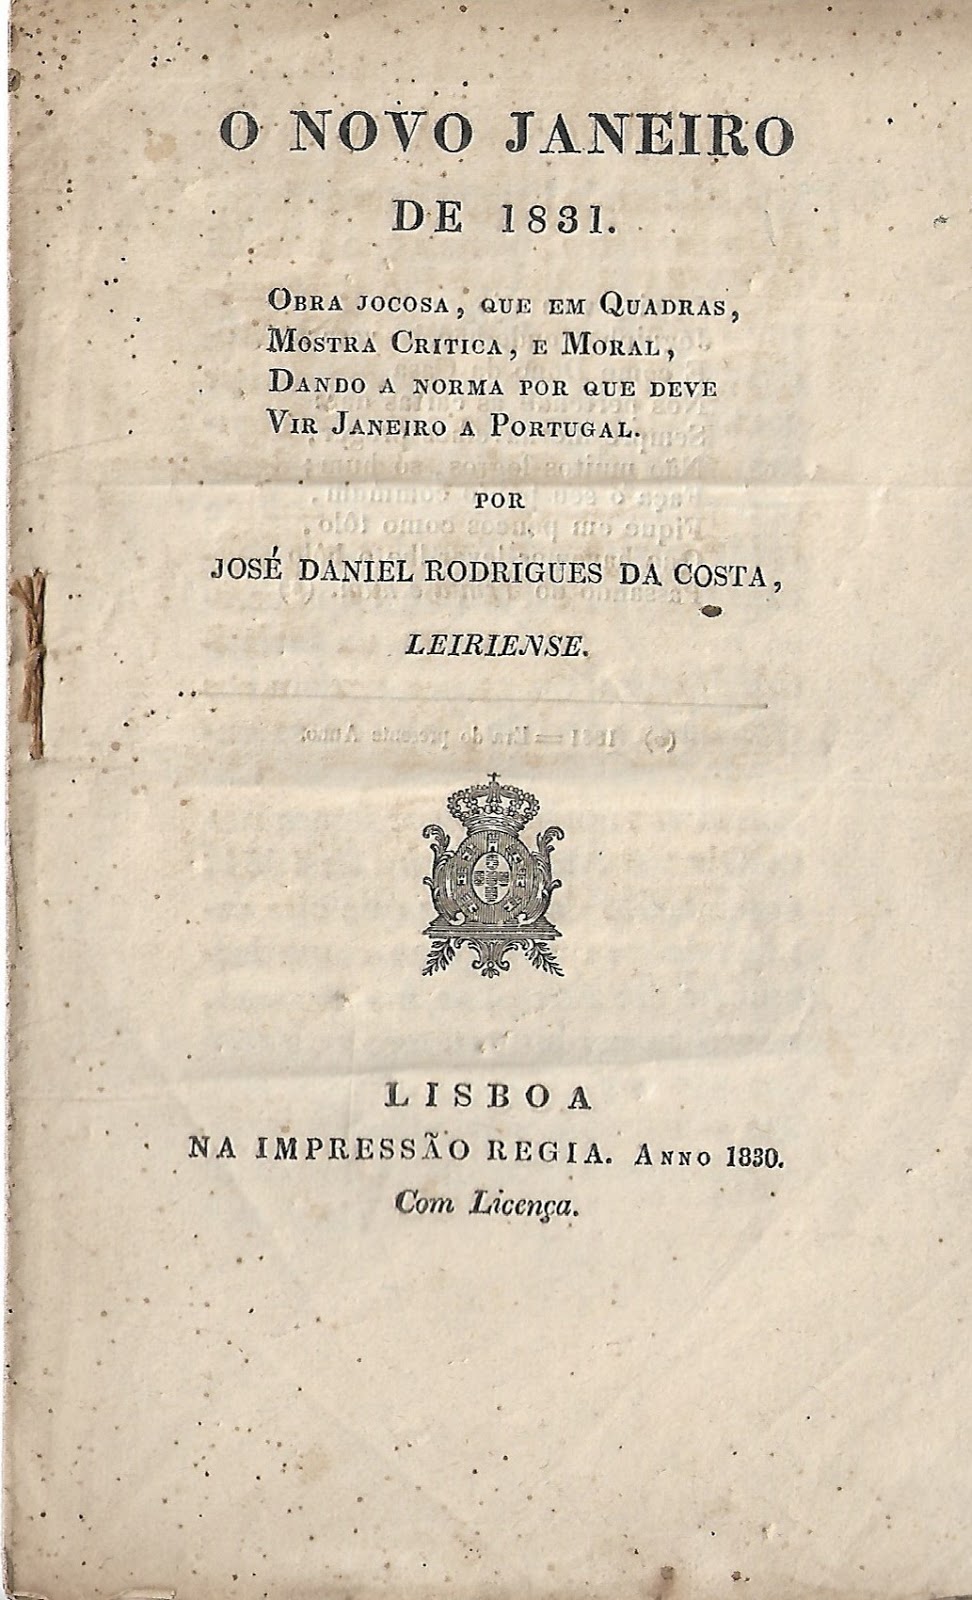 O NOVO JANEIRO
DE 1831.
OBRA JOCOSA, QUE EM QUADRAS,
MOSTRA CRITICA, E MORAL,
DANDO A NORMA POR QUE DEVE
VIR JANEIRO A PORTUGAL.
POR
JOSÉ DANIEL RODRIGUES DA COSTA,
LEIRIENSE.
LISBOA
NA IMPRESSÃO REGIA. ANNO 1830.
Com Licença.